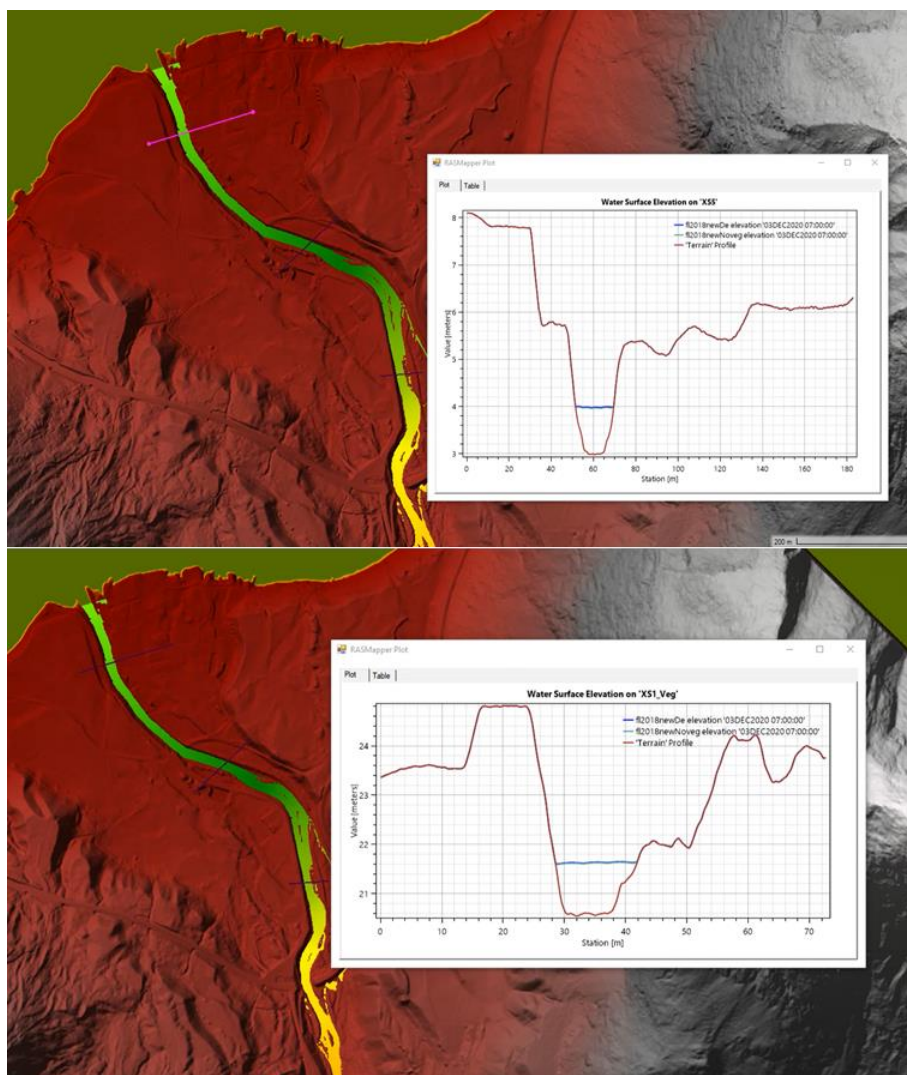 RASMapper Plot
Plot Table
Water Surface Elevation on 'XS5'
fl2018newDe elevation '03DEC2020 07:00:00'
fl2018newNoveg elevation '03DEC2020 07:00:00'
'Terrain' Profile
Value [meters]
8
7
6
5
4
3
0 20 40 60 80 100 120 140 160 180
Station [m]
200 m
RASMapper Plot
Plot Table
Water Surface Elevation on 'XS1_Veg'
fl2018newDe elevation '03DEC2020 07:00:00'
fl2018newNoveg elevation '03DEC2020 07:00:00'
'Terrain' Profile
Value [meters]
24
23
22
21
0 10 20 30 40 50 60 70
Station [m]